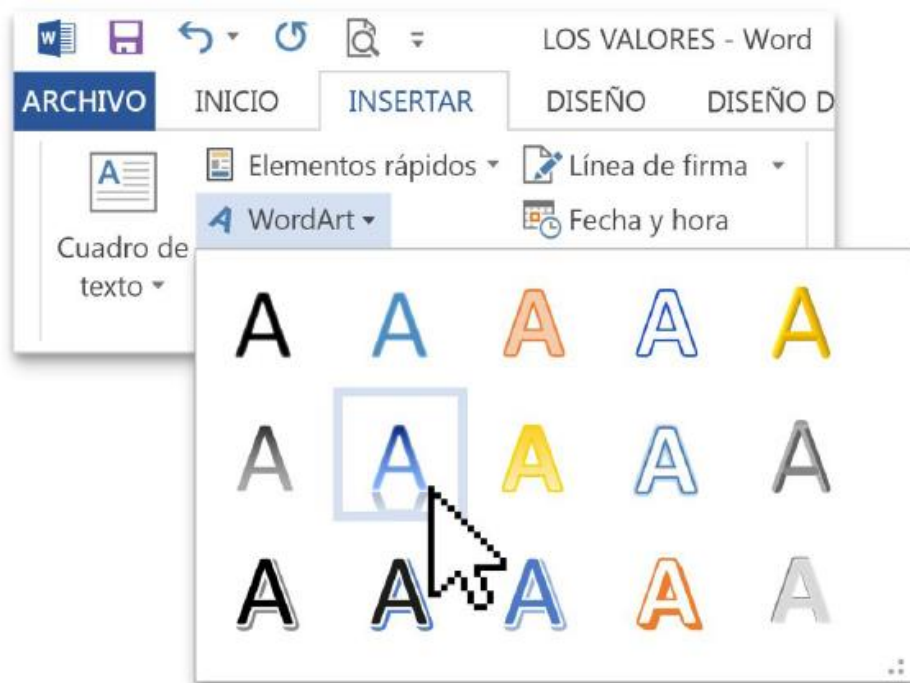 LOS VALORES - Word
ARCHIVO INICIO INSERTAR DISEÑO DISEÑO D
Elementos rápidos Línea de firma
WordArt Fecha y hora
Cuadro de
texto
A A A A A
A A A A A
A A A A A